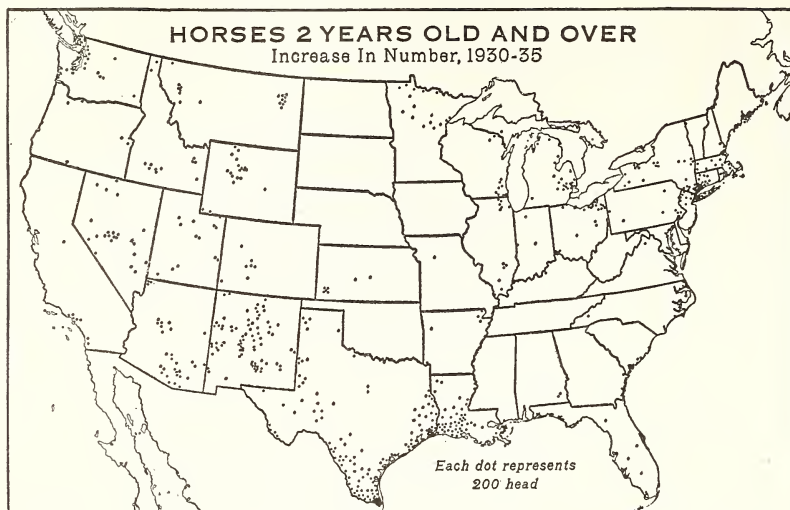 HORSES 2 YEARS OLD AND OVER
Increase In Number, 1930-35
Each dot represents
200 head